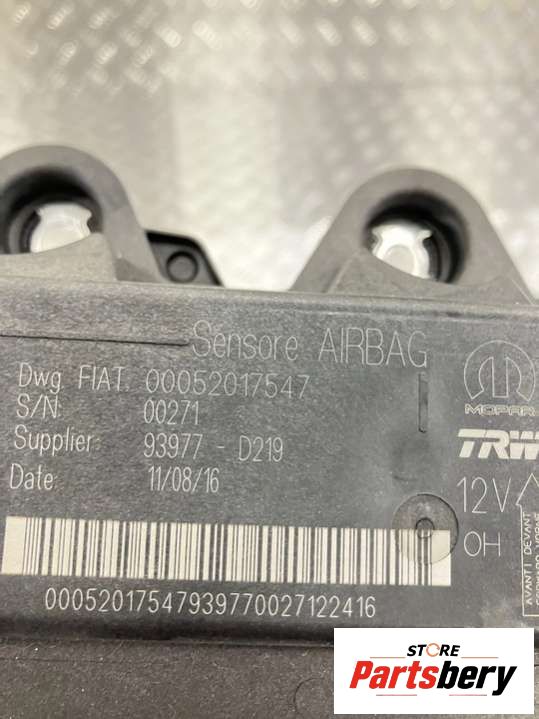 Sensore AIRBAG
Dwg. FIAT. 00052017547
S/N: 00271
Supplier: 93977 - D219
Date: 11/08/16
MOPAR
TRW
12V
OH
AVANTI DEVANT
00052017547939770027122416
STORE
Partsbery